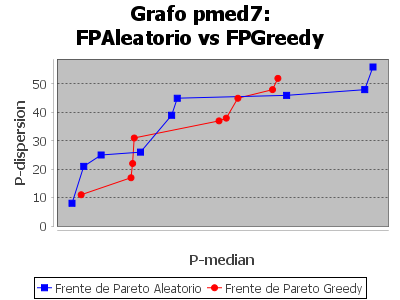 Grafo pmed7:
FPAleatorio vs FPGreedy
P-dispersion
50
40
30
20
10
0
P-median
Frente de Pareto Aleatorio
Frente de Pareto Greedy